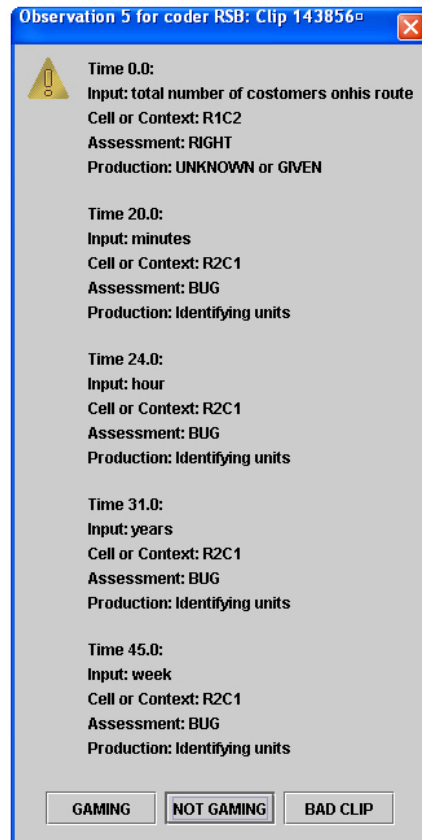 Observation 5 for coder RSB: Clip 143856¤
Time 0.0:
Input: total number of costomers onhis route
Cell or Context: R1C2
Assessment: RIGHT
Production: UNKNOWN or GIVEN
Time 20.0:
Input: minutes
Cell or Context: R2C1
Assessment: BUG
Production: Identifying units
Time 24.0:
Input: hour
Cell or Context: R2C1
Assessment: BUG
Production: Identifying units
Time 31.0:
Input: years
Cell or Context: R2C1
Assessment: BUG
Production: Identifying units
Time 45.0:
Input: week
Cell or Context: R2C1
Assessment: BUG
Production: Identifying units
GAMING NOT GAMING BAD CLIP